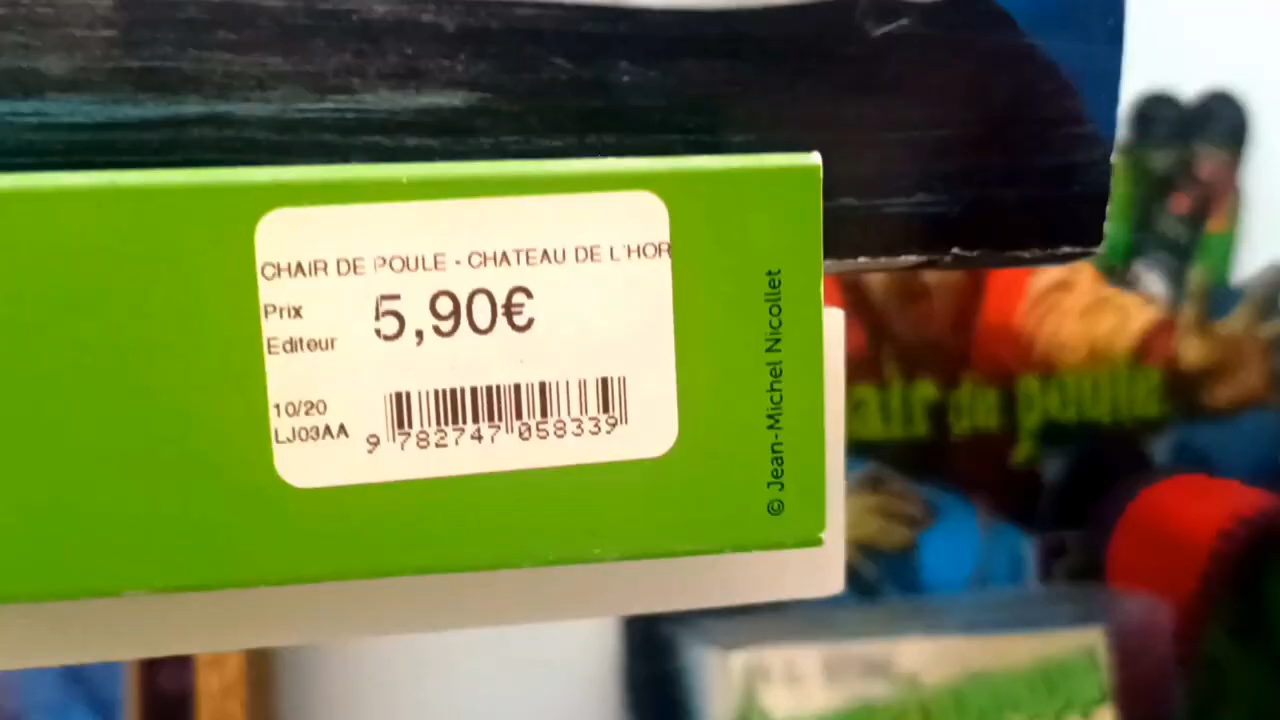 CHAIR DE POULE - CHATEAU DE L'HOR
Prix
5,90€
Editeur
10/20
LJ03AA
9 782747 058339
© Jean-Michel Nicollet
air de poule